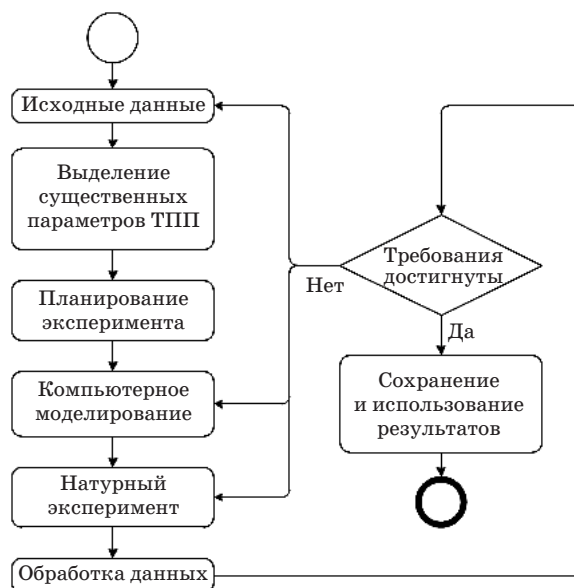 Исходные данные
Выделение
существенных
параметров ТПП
Планирование
эксперимента
Компьютерное
моделирование
Натурный
эксперимент
Обработка данных
Требования
достигнуты
Нет
Да
Сохранение
и использование
результатов